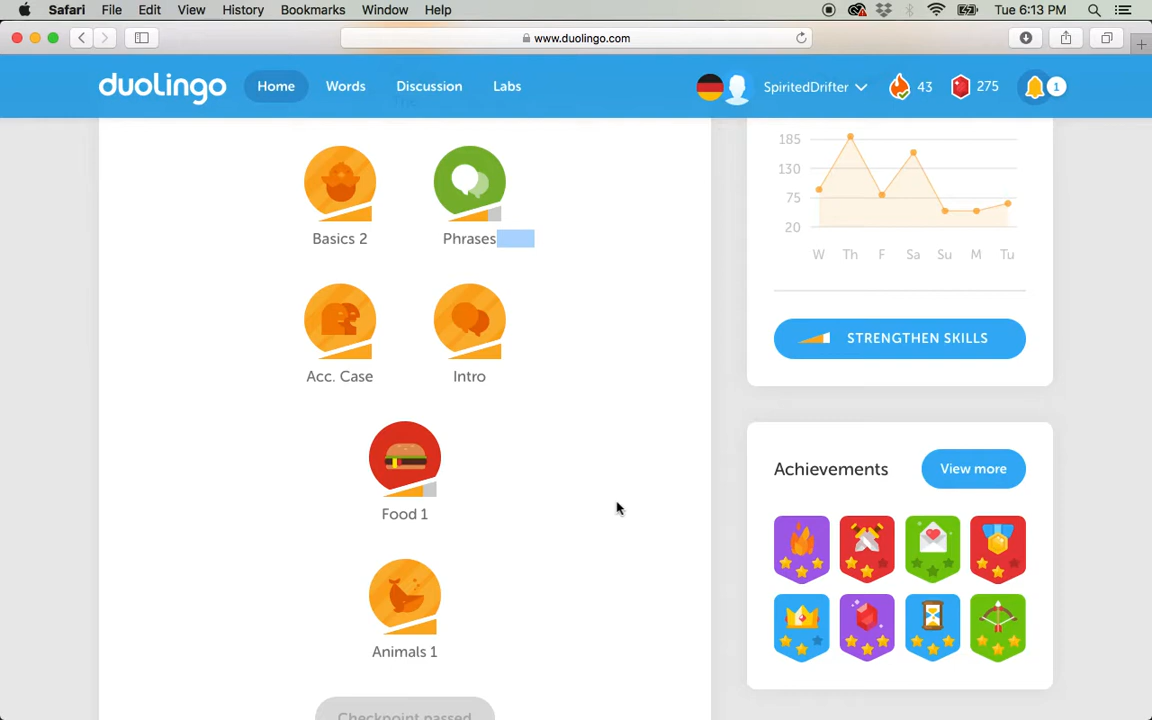 Safari File Edit View History Bookmarks Window Help Tue 6:13 PM
www.duolingo.com
duolingo Home Words Discussion Labs SpiritedDrifter 43 275 1
185
130
75
20
W Th F Sa Su M Tu
Basics 2 Phrases
STRENGTHEN SKILLS
Acc. Case Intro
Achievements View more
Food 1
Animals 1
Checkpoint passed